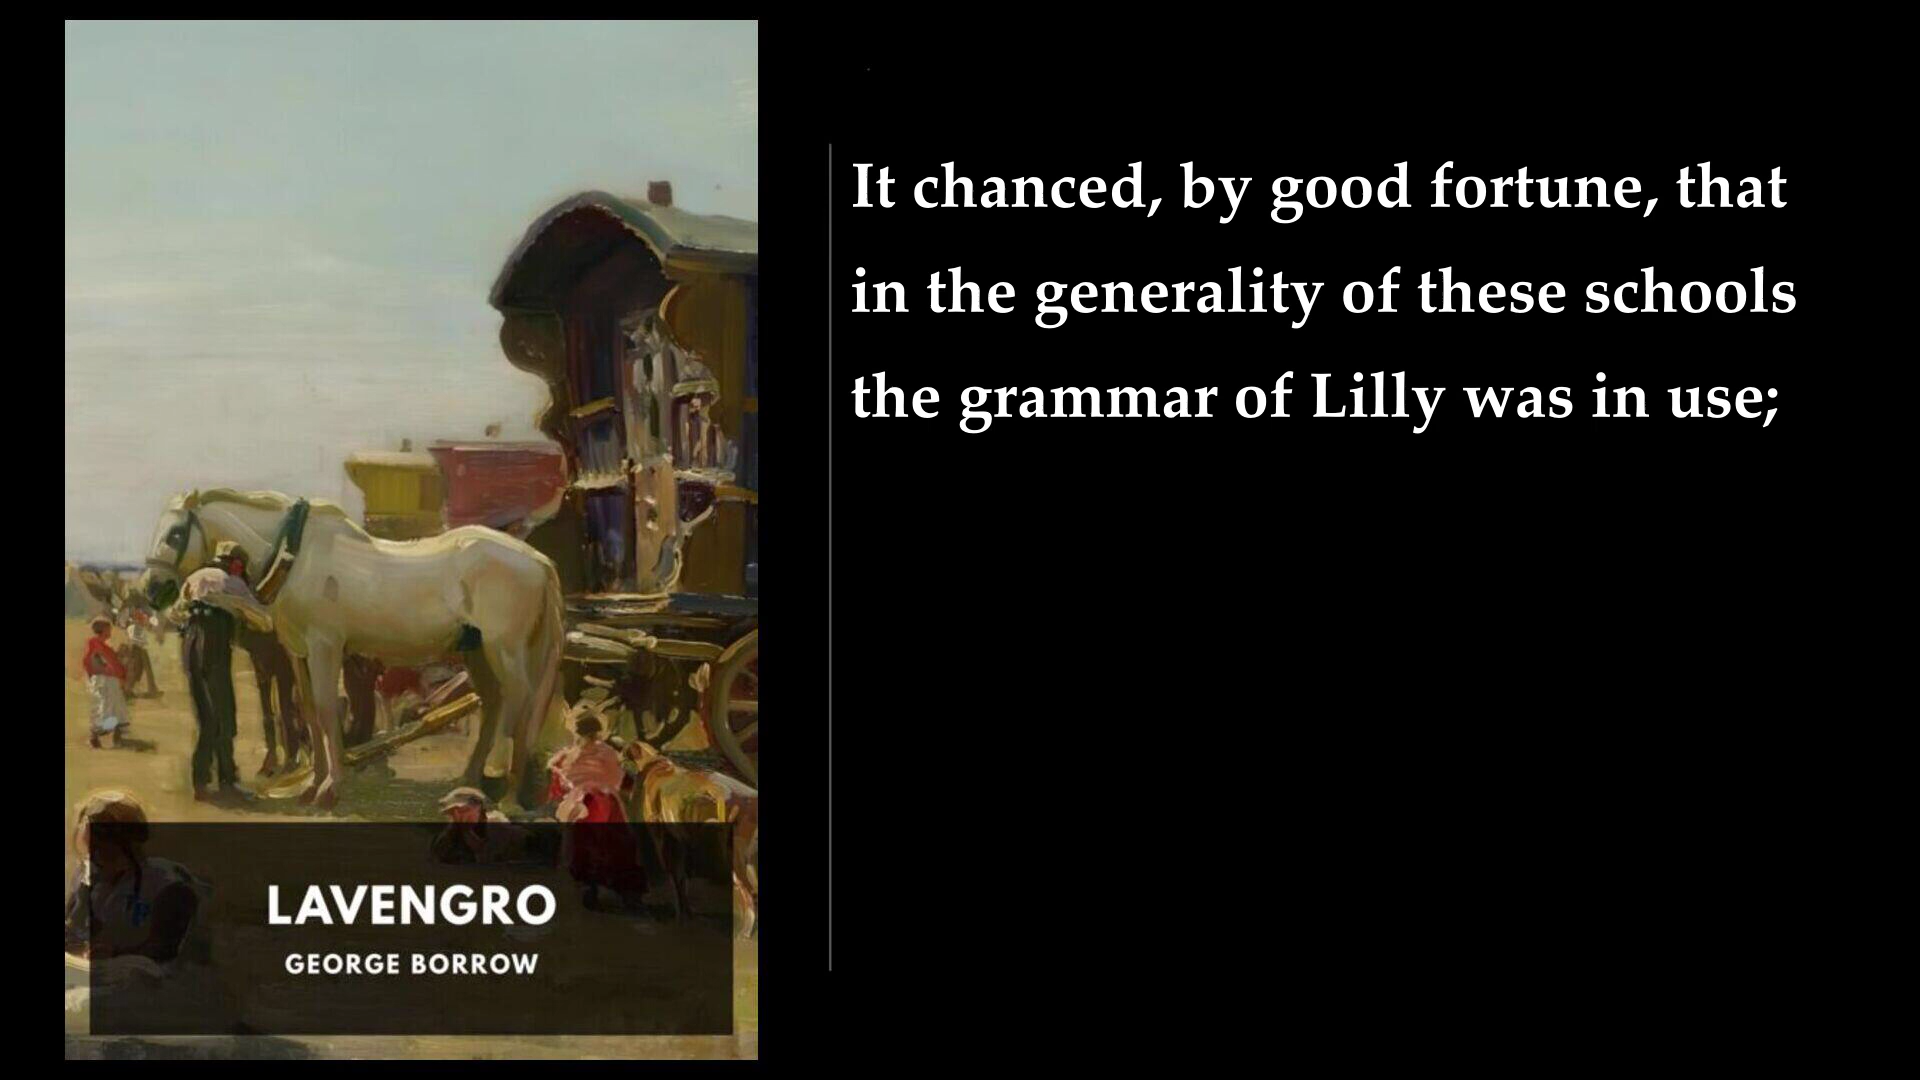 It chanced, by good fortune, that
in the generality of these schools
the grammar of Lilly was in use;
LAVENGRO
GEORGE BORROW